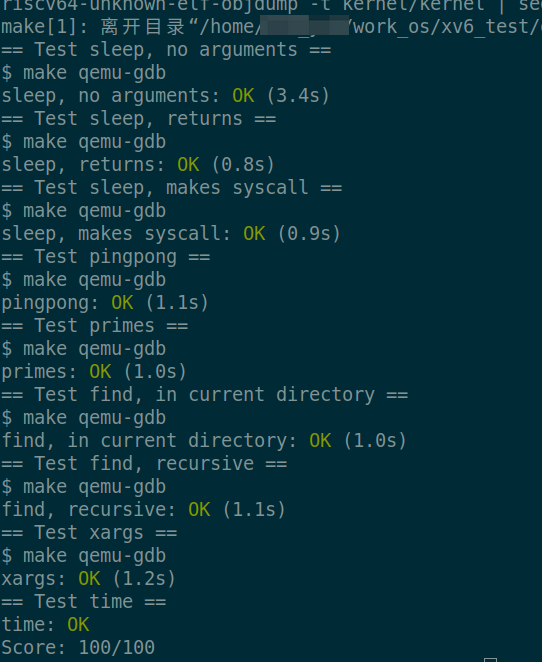 riscv64-unknown-elf-objdump -t kernel/kernel | sed
make[1]: 离开目录“/home/ /work_os/xv6_test/
== Test sleep, no arguments ==
$ make qemu-gdb
sleep, no arguments: OK (3.4s)
== Test sleep, returns ==
$ make qemu-gdb
sleep, returns: OK (0.8s)
== Test sleep, makes syscall ==
$ make qemu-gdb
sleep, makes syscall: OK (0.9s)
== Test pingpong ==
$ make qemu-gdb
pingpong: OK (1.1s)
== Test primes ==
$ make qemu-gdb
primes: OK (1.0s)
== Test find, in current directory ==
$ make qemu-gdb
find, in current directory: OK (1.0s)
== Test find, recursive ==
$ make qemu-gdb
find, recursive: OK (1.1s)
== Test xargs ==
$ make qemu-gdb
xargs: OK (1.2s)
== Test time ==
time: OK
Score: 100/100